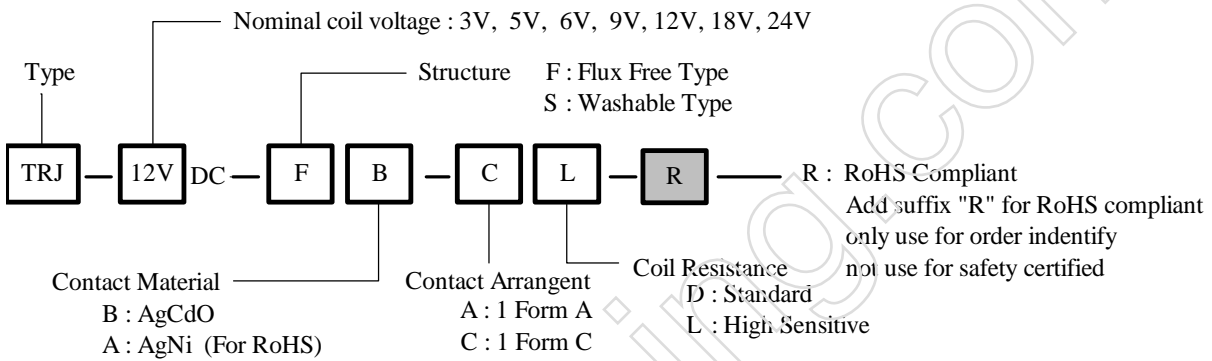 Nominal coil voltage : 3V, 5V, 6V, 9V, 12V, 18V, 24V
Type
Structure F : Flux Free Type
S : Washable Type
TRJ 12V DC F B C L R
R : RoHS Compliant
Add suffix "R" for RoHS compliant
only use for order indentify
not use for safety certified
Contact Material
B : AgCdO
A : AgNi (For RoHS)
Contact Arrangent
A : 1 Form A
C : 1 Form C
Coil Resistance
D : Standard
L : High Sensitive